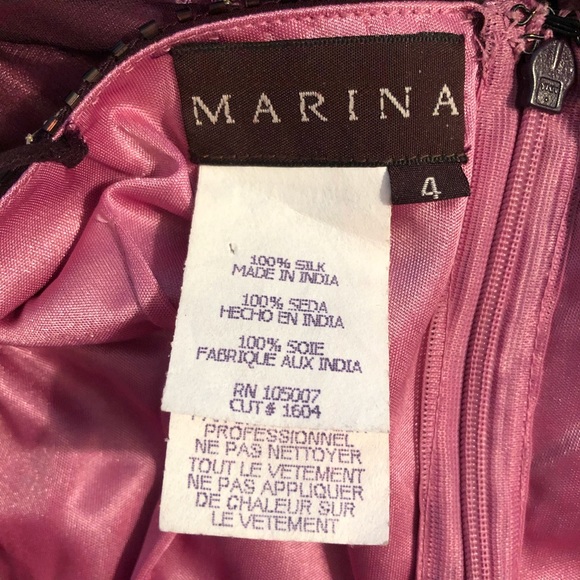 MARINA
4
100% SILK
MADE IN INDIA
100% SEDA
HECHO EN INDIA
100% SOIE
FABRIQUE AUX INDIA
RN 105007
CUT# 1604
PROFESSIONNEL
NE PAS NETTOYER
TOUT LE VETEMENT
NE PAS APPLIQUER
DE CHALEUR SUR
LE VETEMENT